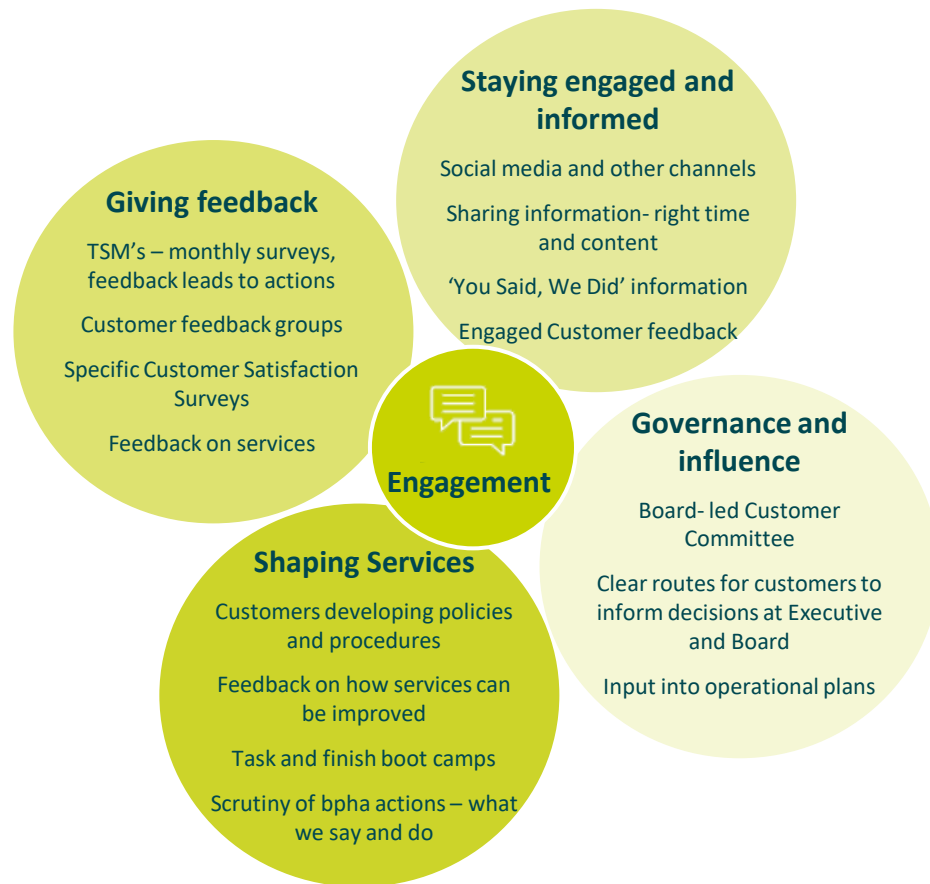 Staying engaged and
informed
Social media and other channels
Sharing information- right time
and content
‘You Said, We Did’ information
Engaged Customer feedback
Giving feedback
TSM's – monthly surveys,
feedback leads to actions
Customer feedback groups
Specific Customer Satisfaction
Surveys
Feedback on services
Engagement
Governance and
influence
Board- led Customer
Committee
Clear routes for customers to
inform decisions at Executive
and Board
Input into operational plans
Shaping Services
Customers developing policies
and procedures
Feedback on how services can
be improved
Task and finish boot camps
Scrutiny of bpha actions – what
we say and do